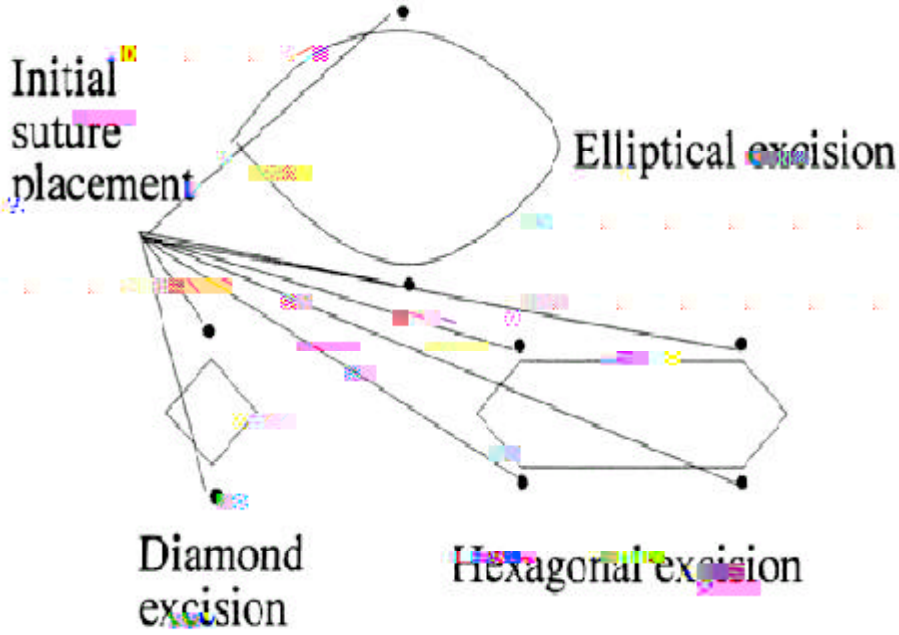 Initial
suture
placement
Elliptical excision
Diamond
excision
Hexagonal excision